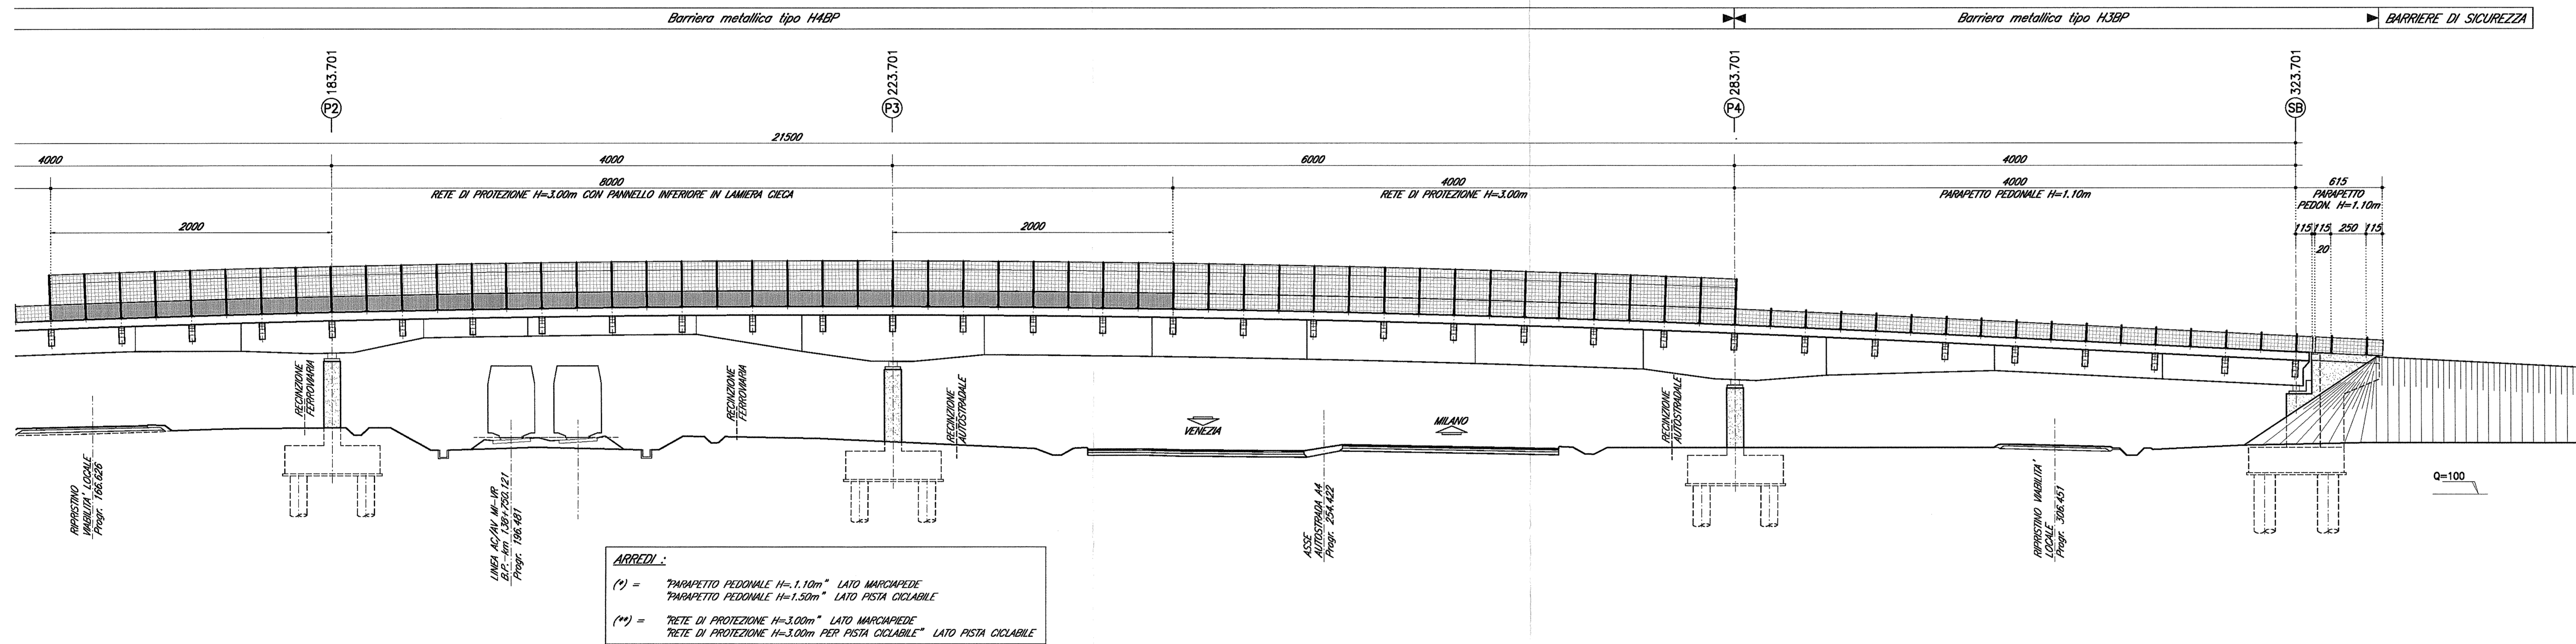 Barriera metallica tipo H4BP
Barriera metallica tipo H3BP
BARRIERE DI SICUREZZA
183.701
223.701
283.701
323.701
P2
P3
P4
SB
21500
4000
4000
6000
4000
8000
4000
4000
615
RETE DI PROTEZIONE H=3.00m CON PANNELLO INFERIORE IN LAMIERA CIECA
RETE DI PROTEZIONE H=3.00m
PARAPETTO PEDONALE H=1.10m
PARAPETTO
PEDON. H=1.10m
2000
2000
115
115
250
115
20
RECINZIONE
FERROVIARIA
RECINZIONE
FERROVIARIA
RECINZIONE
AUTOSTRADALE
VENEZIA
MILANO
RECINZIONE
AUTOSTRADALE
RIPRISTINO
VIABILITA' LOCALE
Progr. 166.626
LINEA AC/AV MI-VR
B.P.-km 138+750.121
Progr. 196.481
ASSE
AUTOSTRADA A4
Progr. 254.422
RIPRISTINO VIABILITA'
LOCALE
Progr. 306.451
Q=100
ARREDI :
(*) = "PARAPETTO PEDONALE H=.1.10m" LATO MARCIAPEDE
"PARAPETTO PEDONALE H=1.50m" LATO PISTA CICLABILE
(**) = "RETE DI PROTEZIONE H=3.00m" LATO MARCIAPIEDE
"RETE DI PROTEZIONE H=3.00m PER PISTA CICLABILE" LATO PISTA CICLABILE